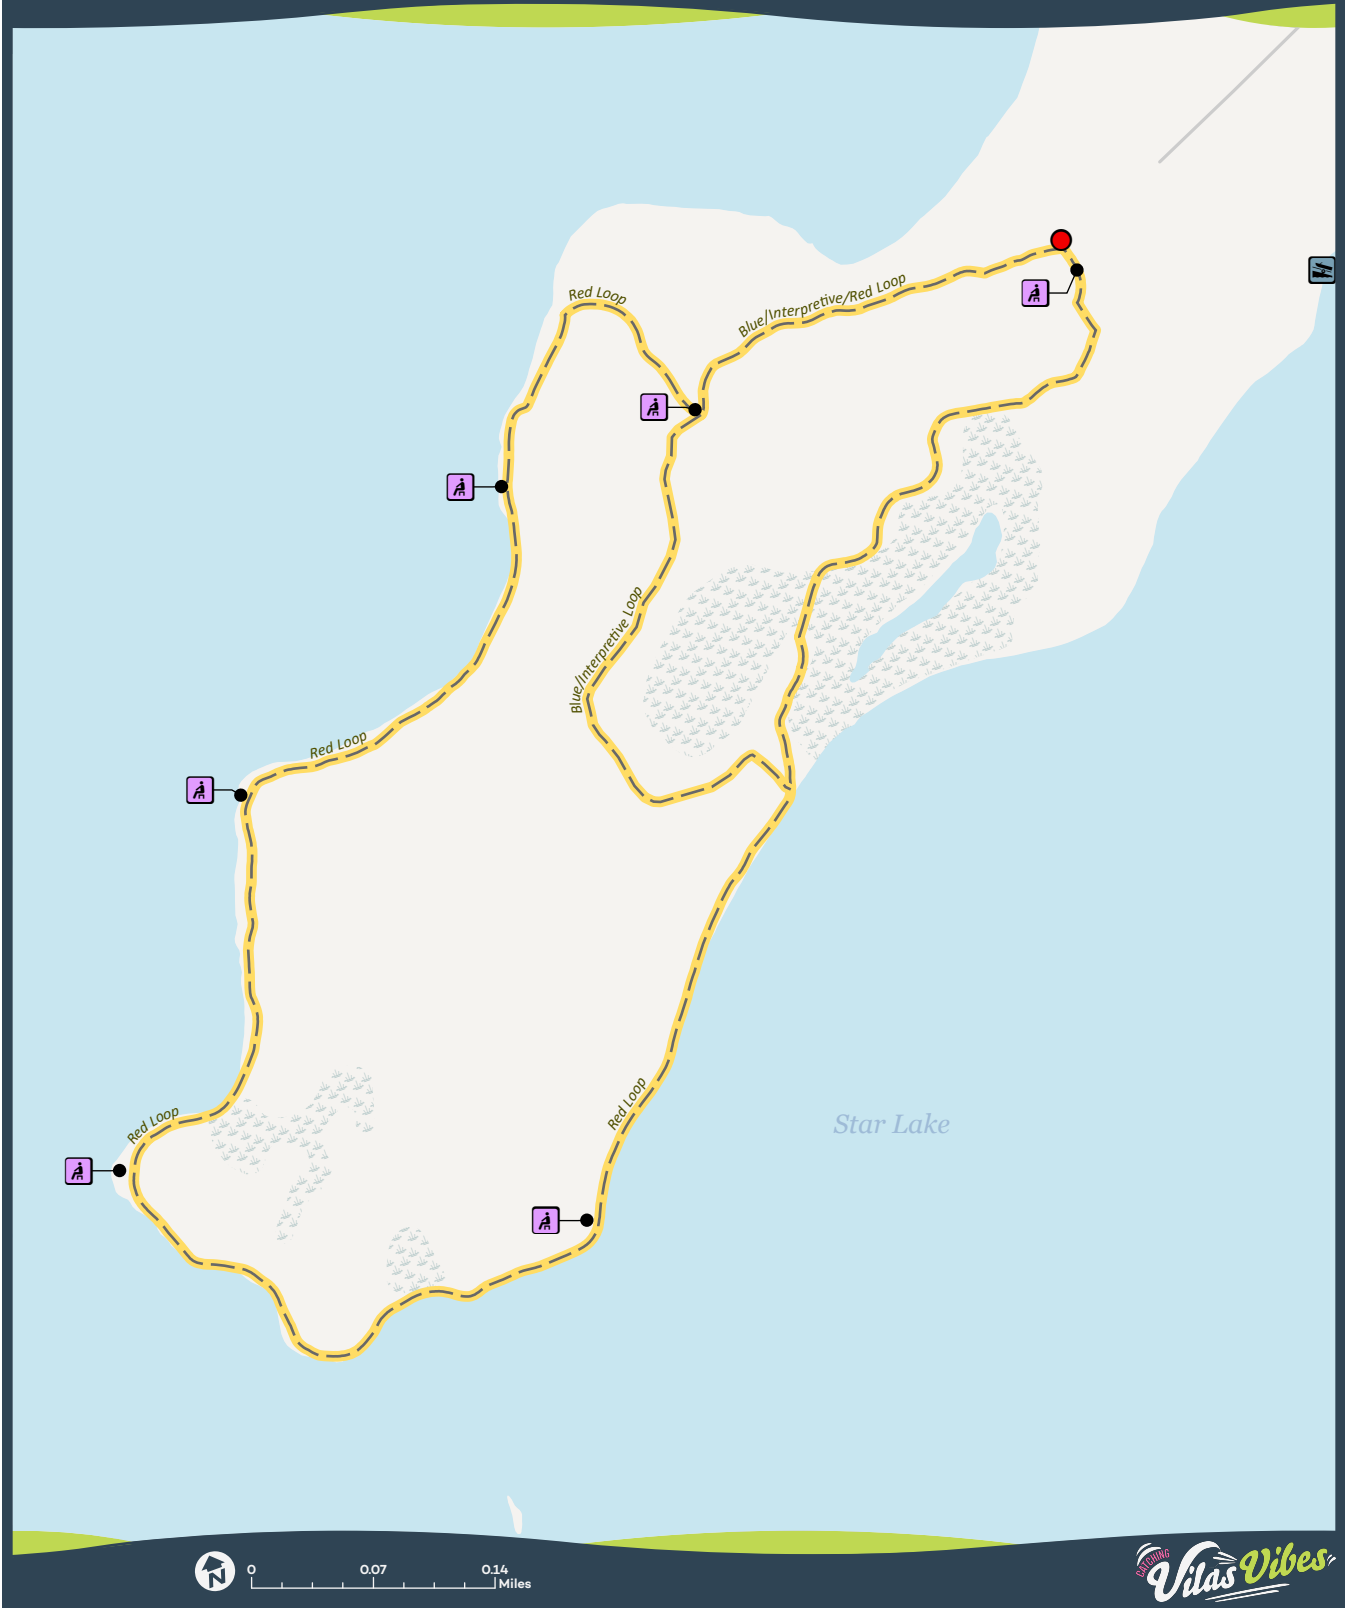 Red Loop
Blue/Interpretive/Red Loop
Blue/Interpretive Loop
Red Loop
Red Loop
Red Loop
Star Lake
N
0 0.07 0.14
Miles
CATCHING
Vilas Vibes